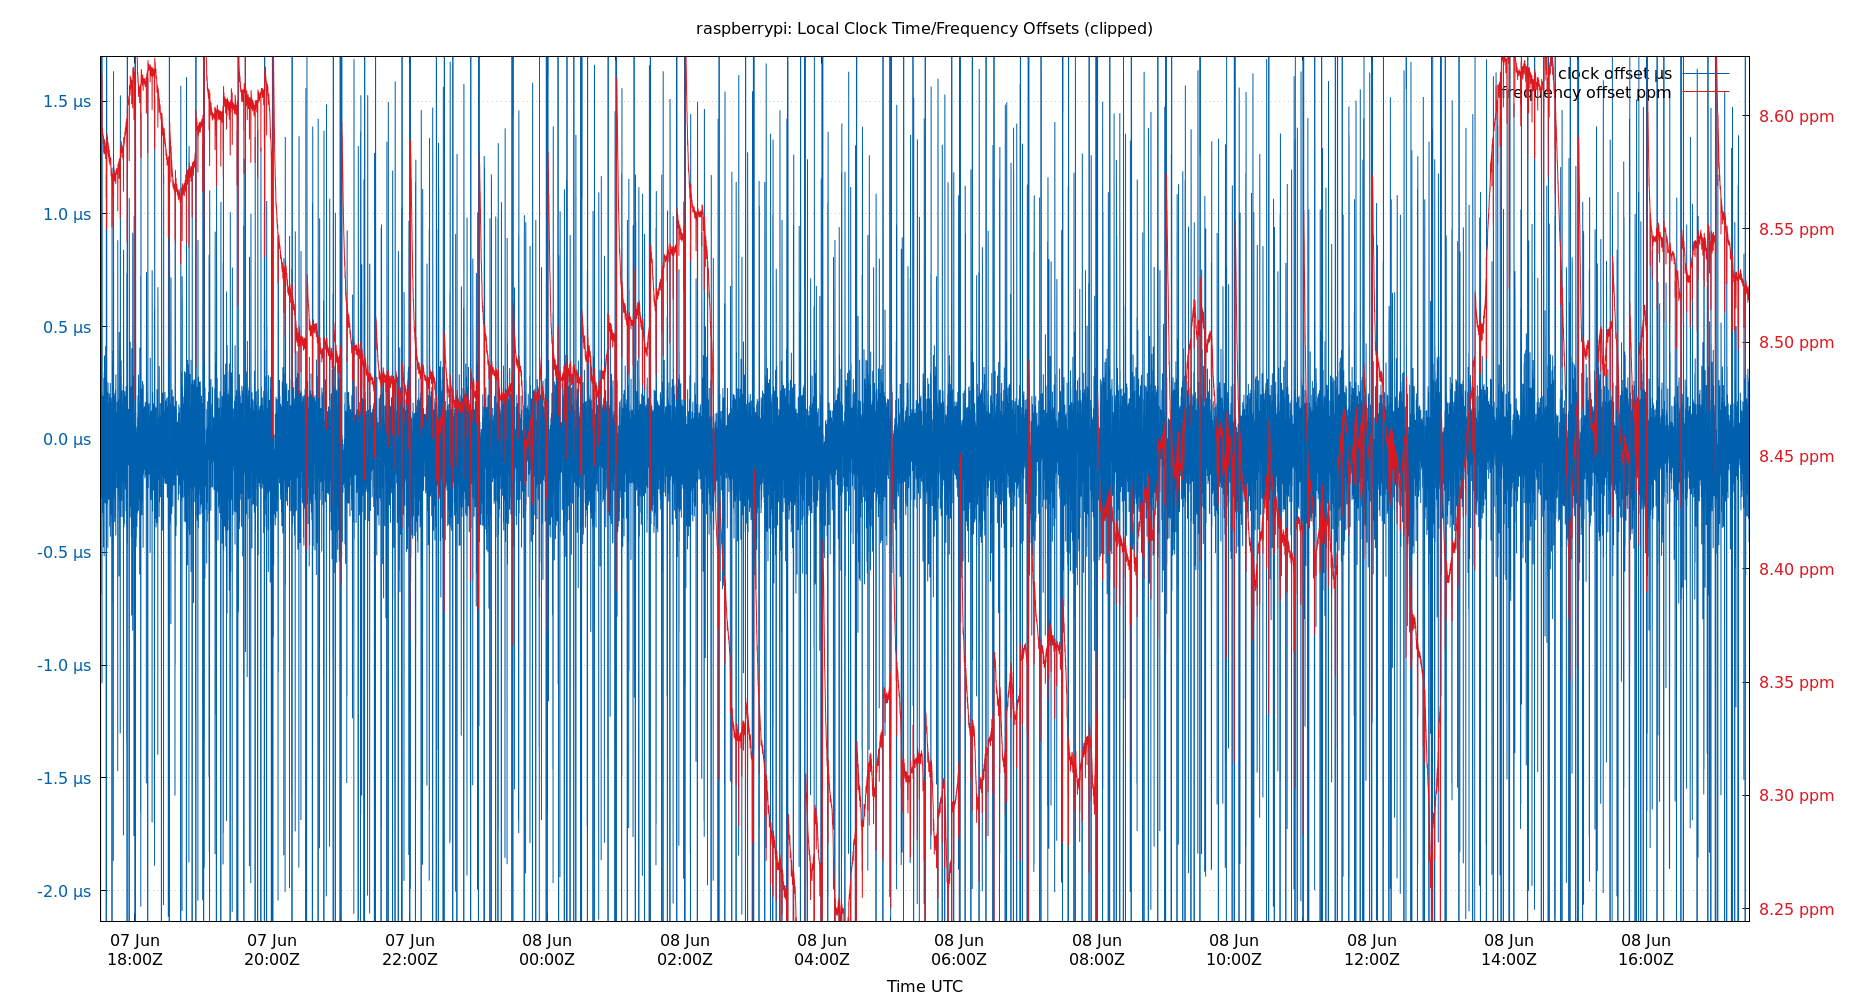 raspberrypi: Local Clock Time/Frequency Offsets (clipped)
clock offset µs
frequency offset ppm
1.5 µs
1.0 µs
0.5 µs
0.0 µs
-0.5 µs
-1.0 µs
-1.5 µs
-2.0 µs
8.60 ppm
8.55 ppm
8.50 ppm
8.45 ppm
8.40 ppm
8.35 ppm
8.30 ppm
8.25 ppm
07 Jun 07 Jun 07 Jun 08 Jun 08 Jun 08 Jun 08 Jun 08 Jun 08 Jun 08 Jun 08 Jun 08 Jun
18:00Z 20:00Z 22:00Z 00:00Z 02:00Z 04:00Z 06:00Z 08:00Z 10:00Z 12:00Z 14:00Z 16:00Z
Time UTC